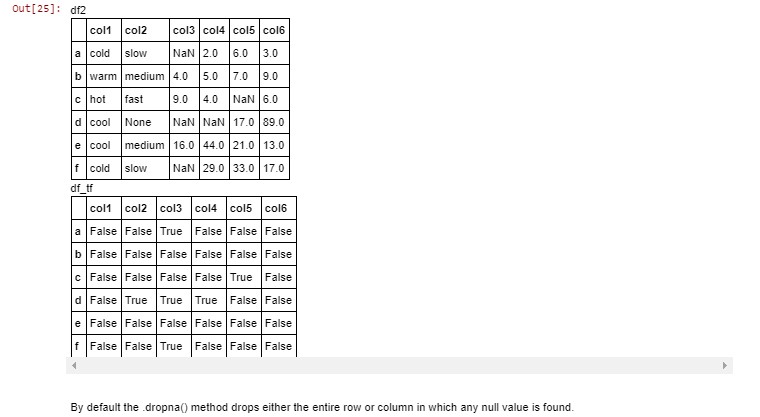 Out[25]: df2
col1 col2 col3 col4 col5 col6
a cold slow NaN 2.0 6.0 3.0
b warm medium 4.0 5.0 7.0 9.0
c hot fast 9.0 4.0 NaN 6.0
d cool None NaN NaN 17.0 89.0
e cool medium 16.0 44.0 21.0 13.0
f cold slow NaN 29.0 33.0 17.0
df_tf
col1 col2 col3 col4 col5 col6
a False False True False False False
b False False False False False False
c False False False False True False
d False True True True False False
e False False False False False False
f False False True False False False
By default the .dropna() method drops either the entire row or column in which any null value is found.